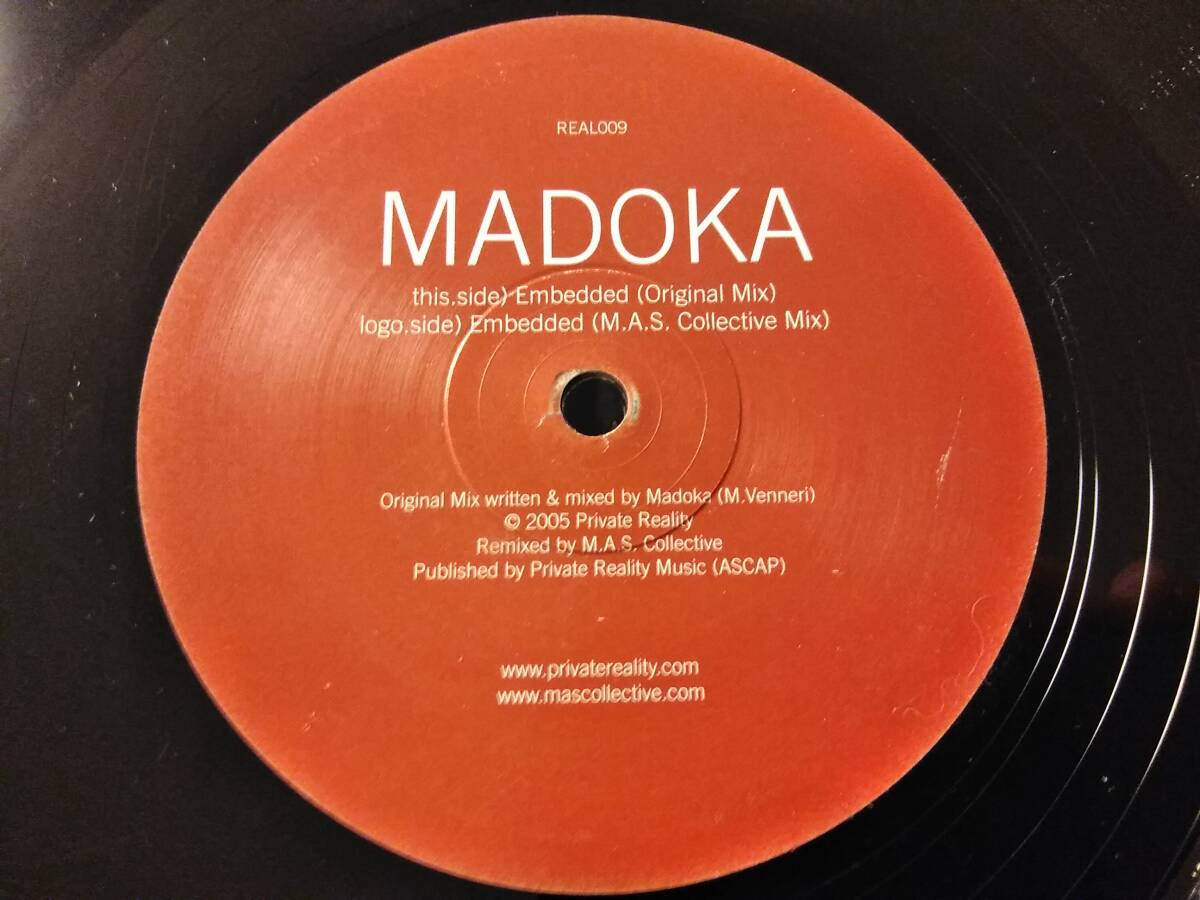 REAL009
MADOKA
this.side) Embedded (Original Mix)
logo.side) Embedded (M.A.S. Collective Mix)
Original Mix written & mixed by Madoka (M.Venneri)
© 2005 Private Reality
Remixed by M.A.S. Collective
Published by Private Reality Music (ASCAP)
www.privatereality.com
www.mascollective.com